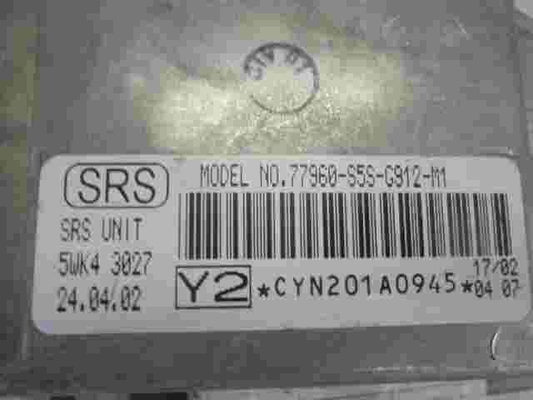 SRS
MODEL NO.77960-S5S-G912-M1
SRS UNIT
5WK4 3027
24.04/02
Y2
*CYN201A0945*
17/02
04 07